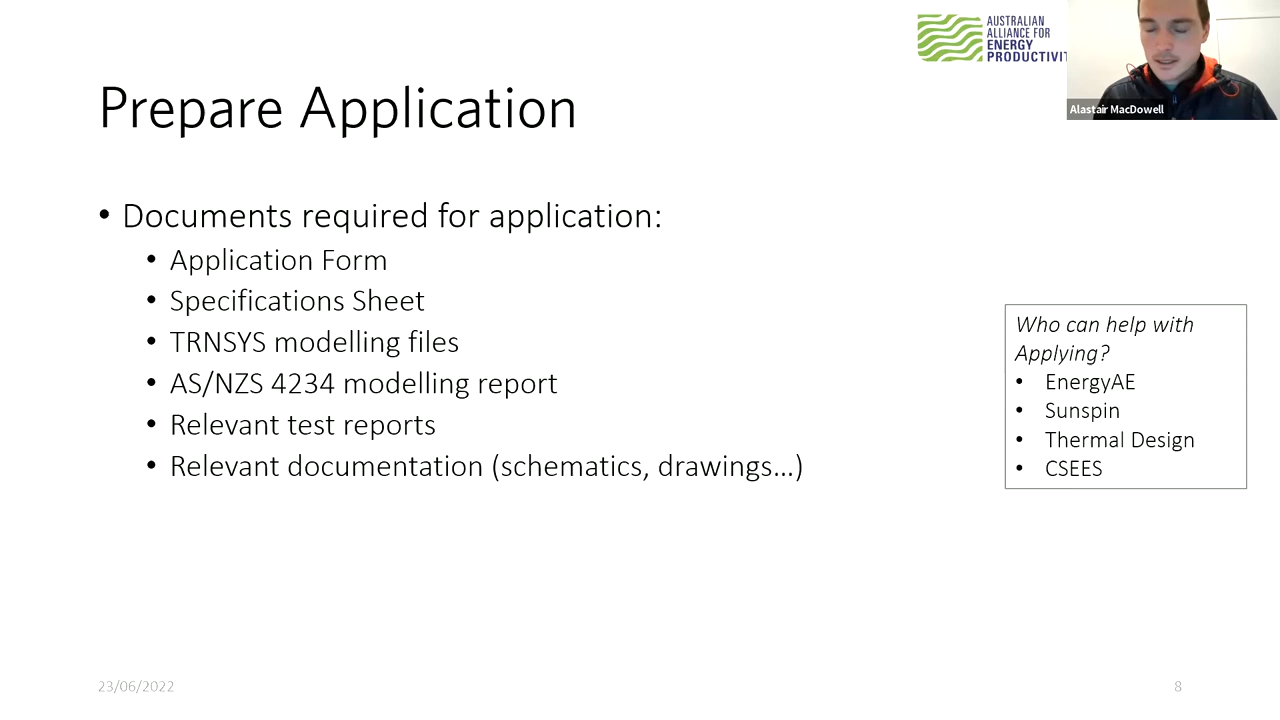 AUSTRALIAN
ALLIANCE FOR
ENERGY
Alastair MacDowell
Prepare Application
• Documents required for application:
• Application Form
• Specifications Sheet
• TRNSYS modelling files
• AS/NZS 4234 modelling report
• Relevant test reports
• Relevant documentation (schematics, drawings…)
Who can help with
Applying?
• EnergyAE
• Sunspin
• Thermal Design
• CSEES
23/06/2022
8